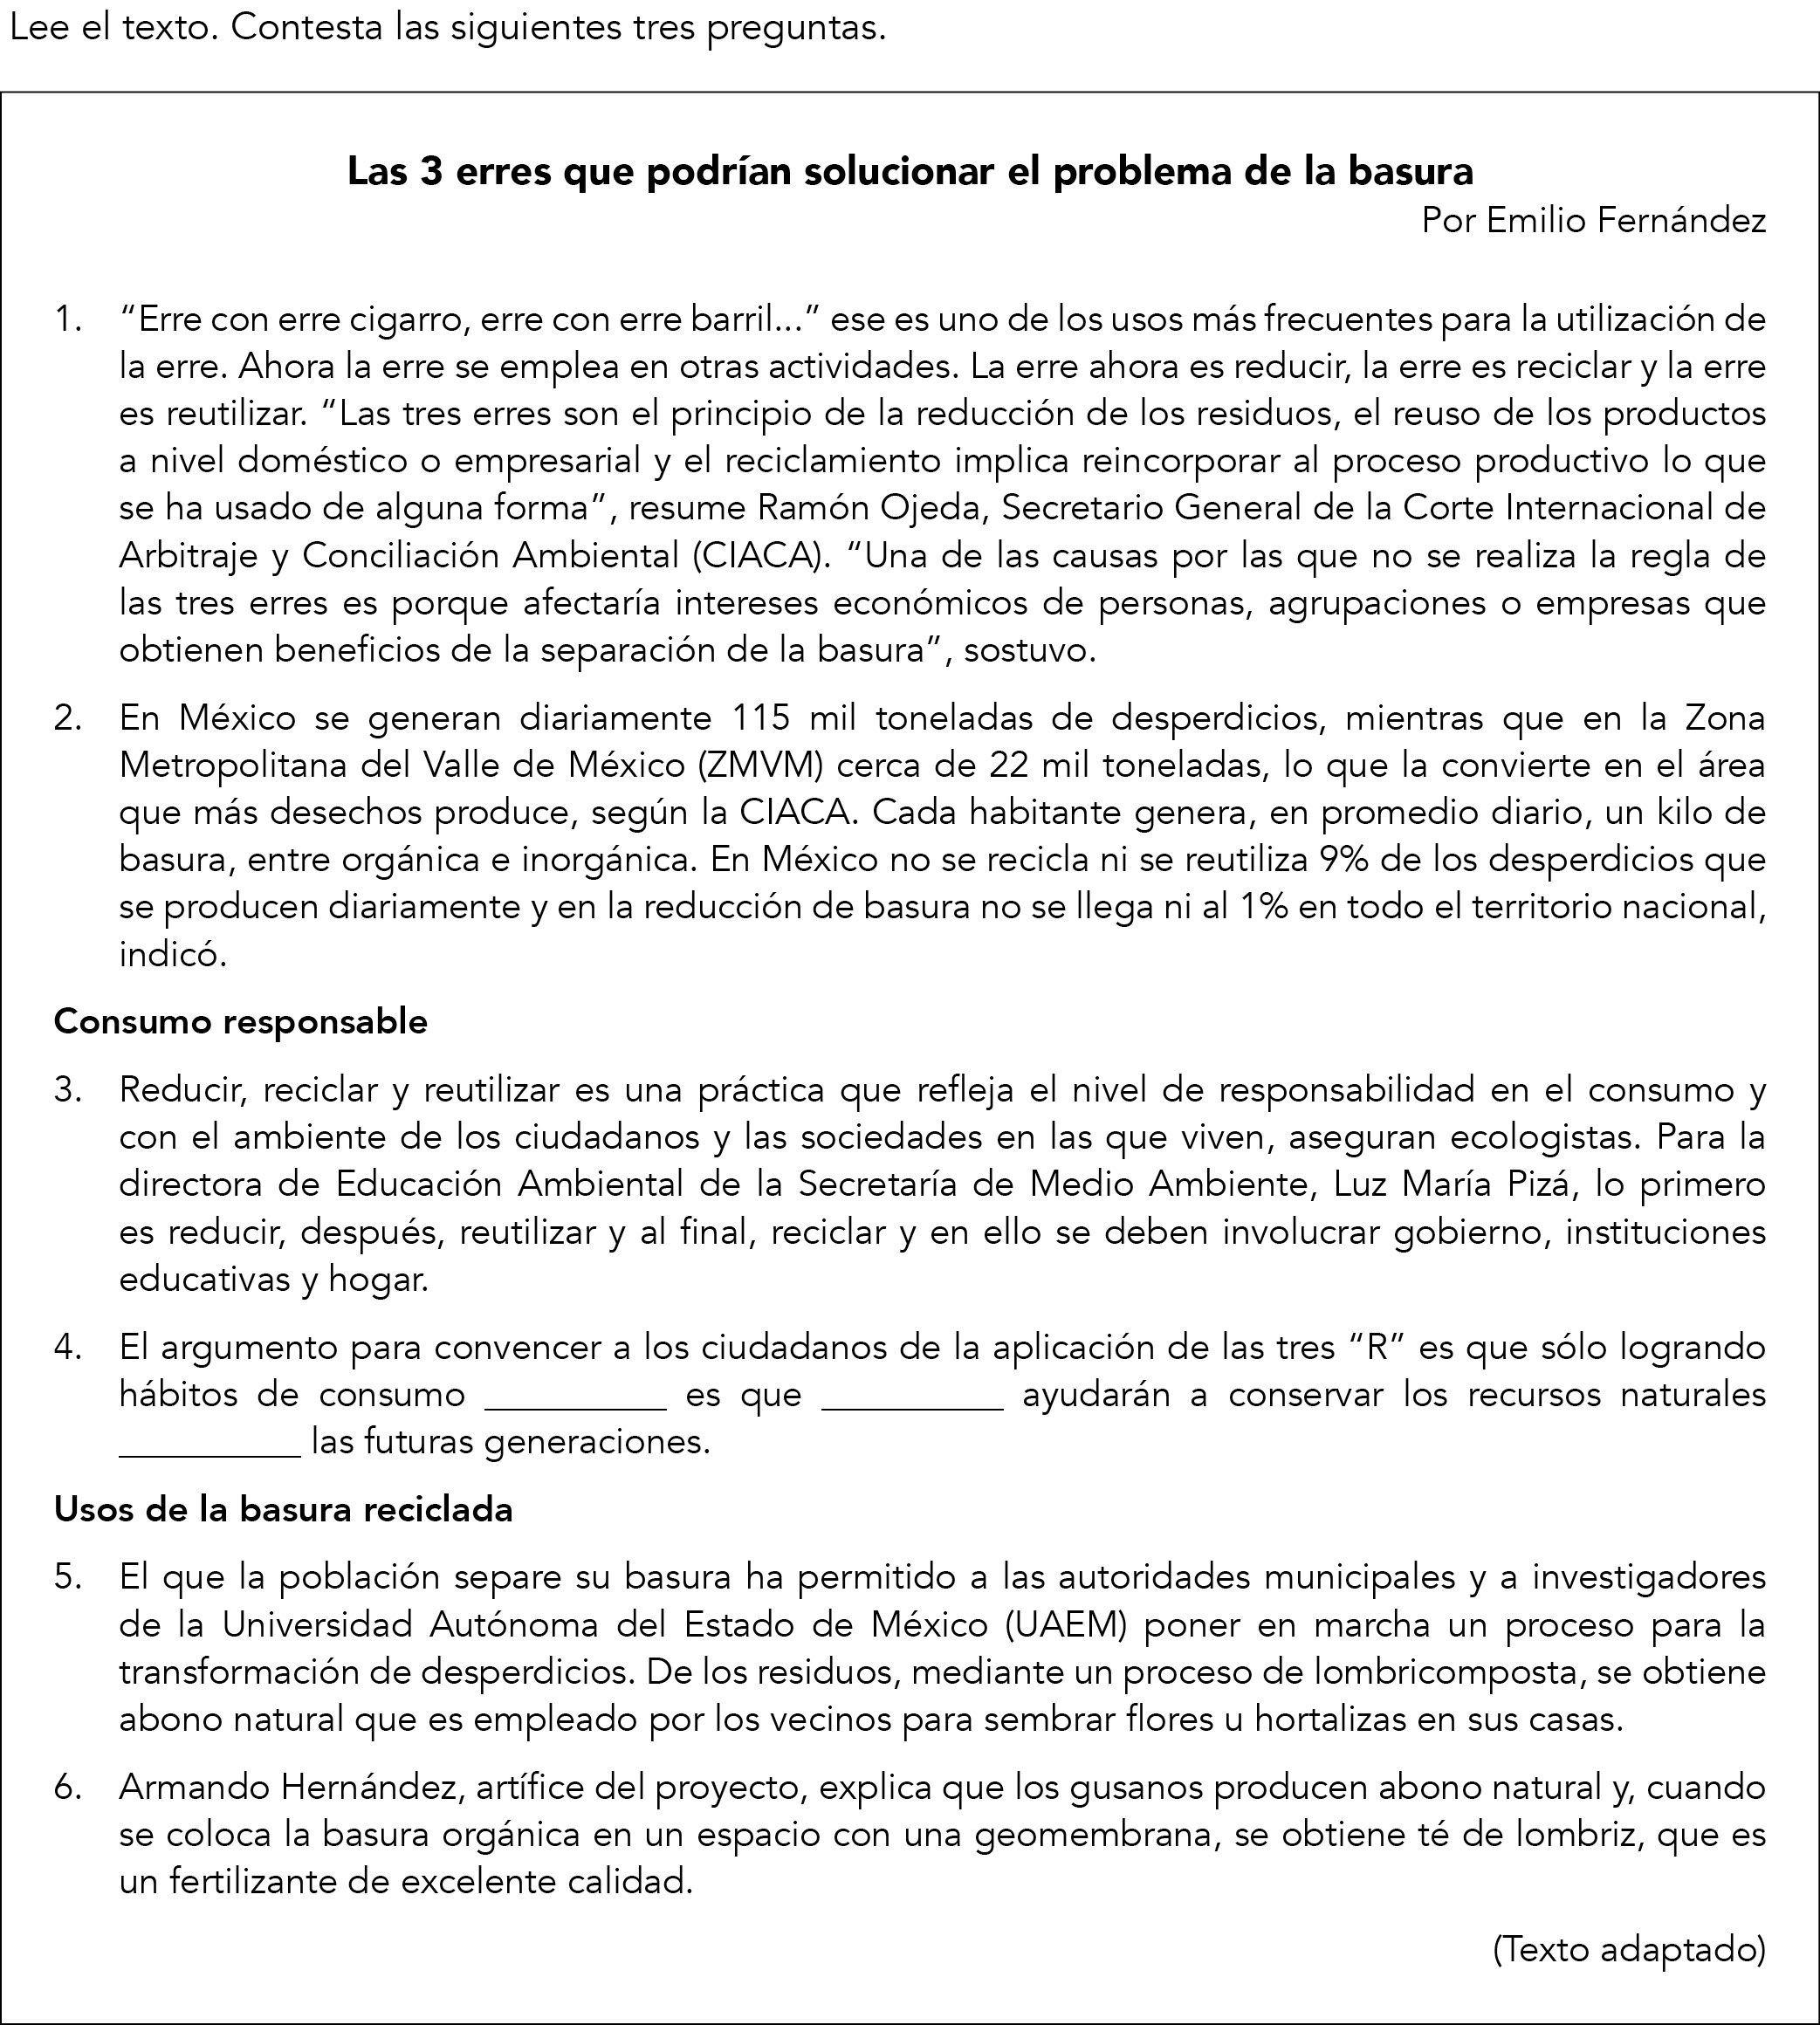 Lee el texto. Contesta las siguientes tres preguntas.
Las 3 erres que podrían solucionar el problema de la basura
Por Emilio Fernández
1. “Erre con erre cigarro, erre con erre barril...” ese es uno de los usos más frecuentes para la utilización de
la erre. Ahora la erre se emplea en otras actividades. La erre ahora es reducir, la erre es reciclar y la erre
es reutilizar. “Las tres erres son el principio de la reducción de los residuos, el reuso de los productos
a nivel doméstico o empresarial y el reciclamiento implica reincorporar al proceso productivo lo que
se ha usado de alguna forma”, resume Ramón Ojeda, Secretario General de la Corte Internacional de
Arbitraje y Conciliación Ambiental (CIACA). “Una de las causas por las que no se realiza la regla de
las tres erres es porque afectaría intereses económicos de personas, agrupaciones o empresas que
obtienen beneficios de la separación de la basura”, sostuvo.
2. En México se generan diariamente 115 mil toneladas de desperdicios, mientras que en la Zona
Metropolitana del Valle de México (ZMVM) cerca de 22 mil toneladas, lo que la convierte en el área
que más desechos produce, según la CIACA. Cada habitante genera, en promedio diario, un kilo de
basura, entre orgánica e inorgánica. En México no se recicla ni se reutiliza 9% de los desperdicios que
se producen diariamente y en la reducción de basura no se llega ni al 1% en todo el territorio nacional,
indicó.
Consumo responsable
3. Reducir, reciclar y reutilizar es una práctica que refleja el nivel de responsabilidad en el consumo y
con el ambiente de los ciudadanos y las sociedades en las que viven, aseguran ecologistas. Para la
directora de Educación Ambiental de la Secretaría de Medio Ambiente, Luz María Pizá, lo primero
es reducir, después, reutilizar y al final, reciclar y en ello se deben involucrar gobierno, instituciones
educativas y hogar.
4. El argumento para convencer a los ciudadanos de la aplicación de las tres “R” es que sólo logrando
hábitos de consumo _________ es que _________ ayudarán a conservar los recursos naturales
_________ las futuras generaciones.
Usos de la basura reciclada
5. El que la población separe su basura ha permitido a las autoridades municipales y a investigadores
de la Universidad Autónoma del Estado de México (UAEM) poner en marcha un proceso para la
transformación de desperdicios. De los residuos, mediante un proceso de lombricomposta, se obtiene
abono natural que es empleado por los vecinos para sembrar flores u hortalizas en sus casas.
6. Armando Hernández, artífice del proyecto, explica que los gusanos producen abono natural y, cuando
se coloca la basura orgánica en un espacio con una geomembrana, se obtiene té de lombriz, que es
un fertilizante de excelente calidad.
(Texto adaptado)